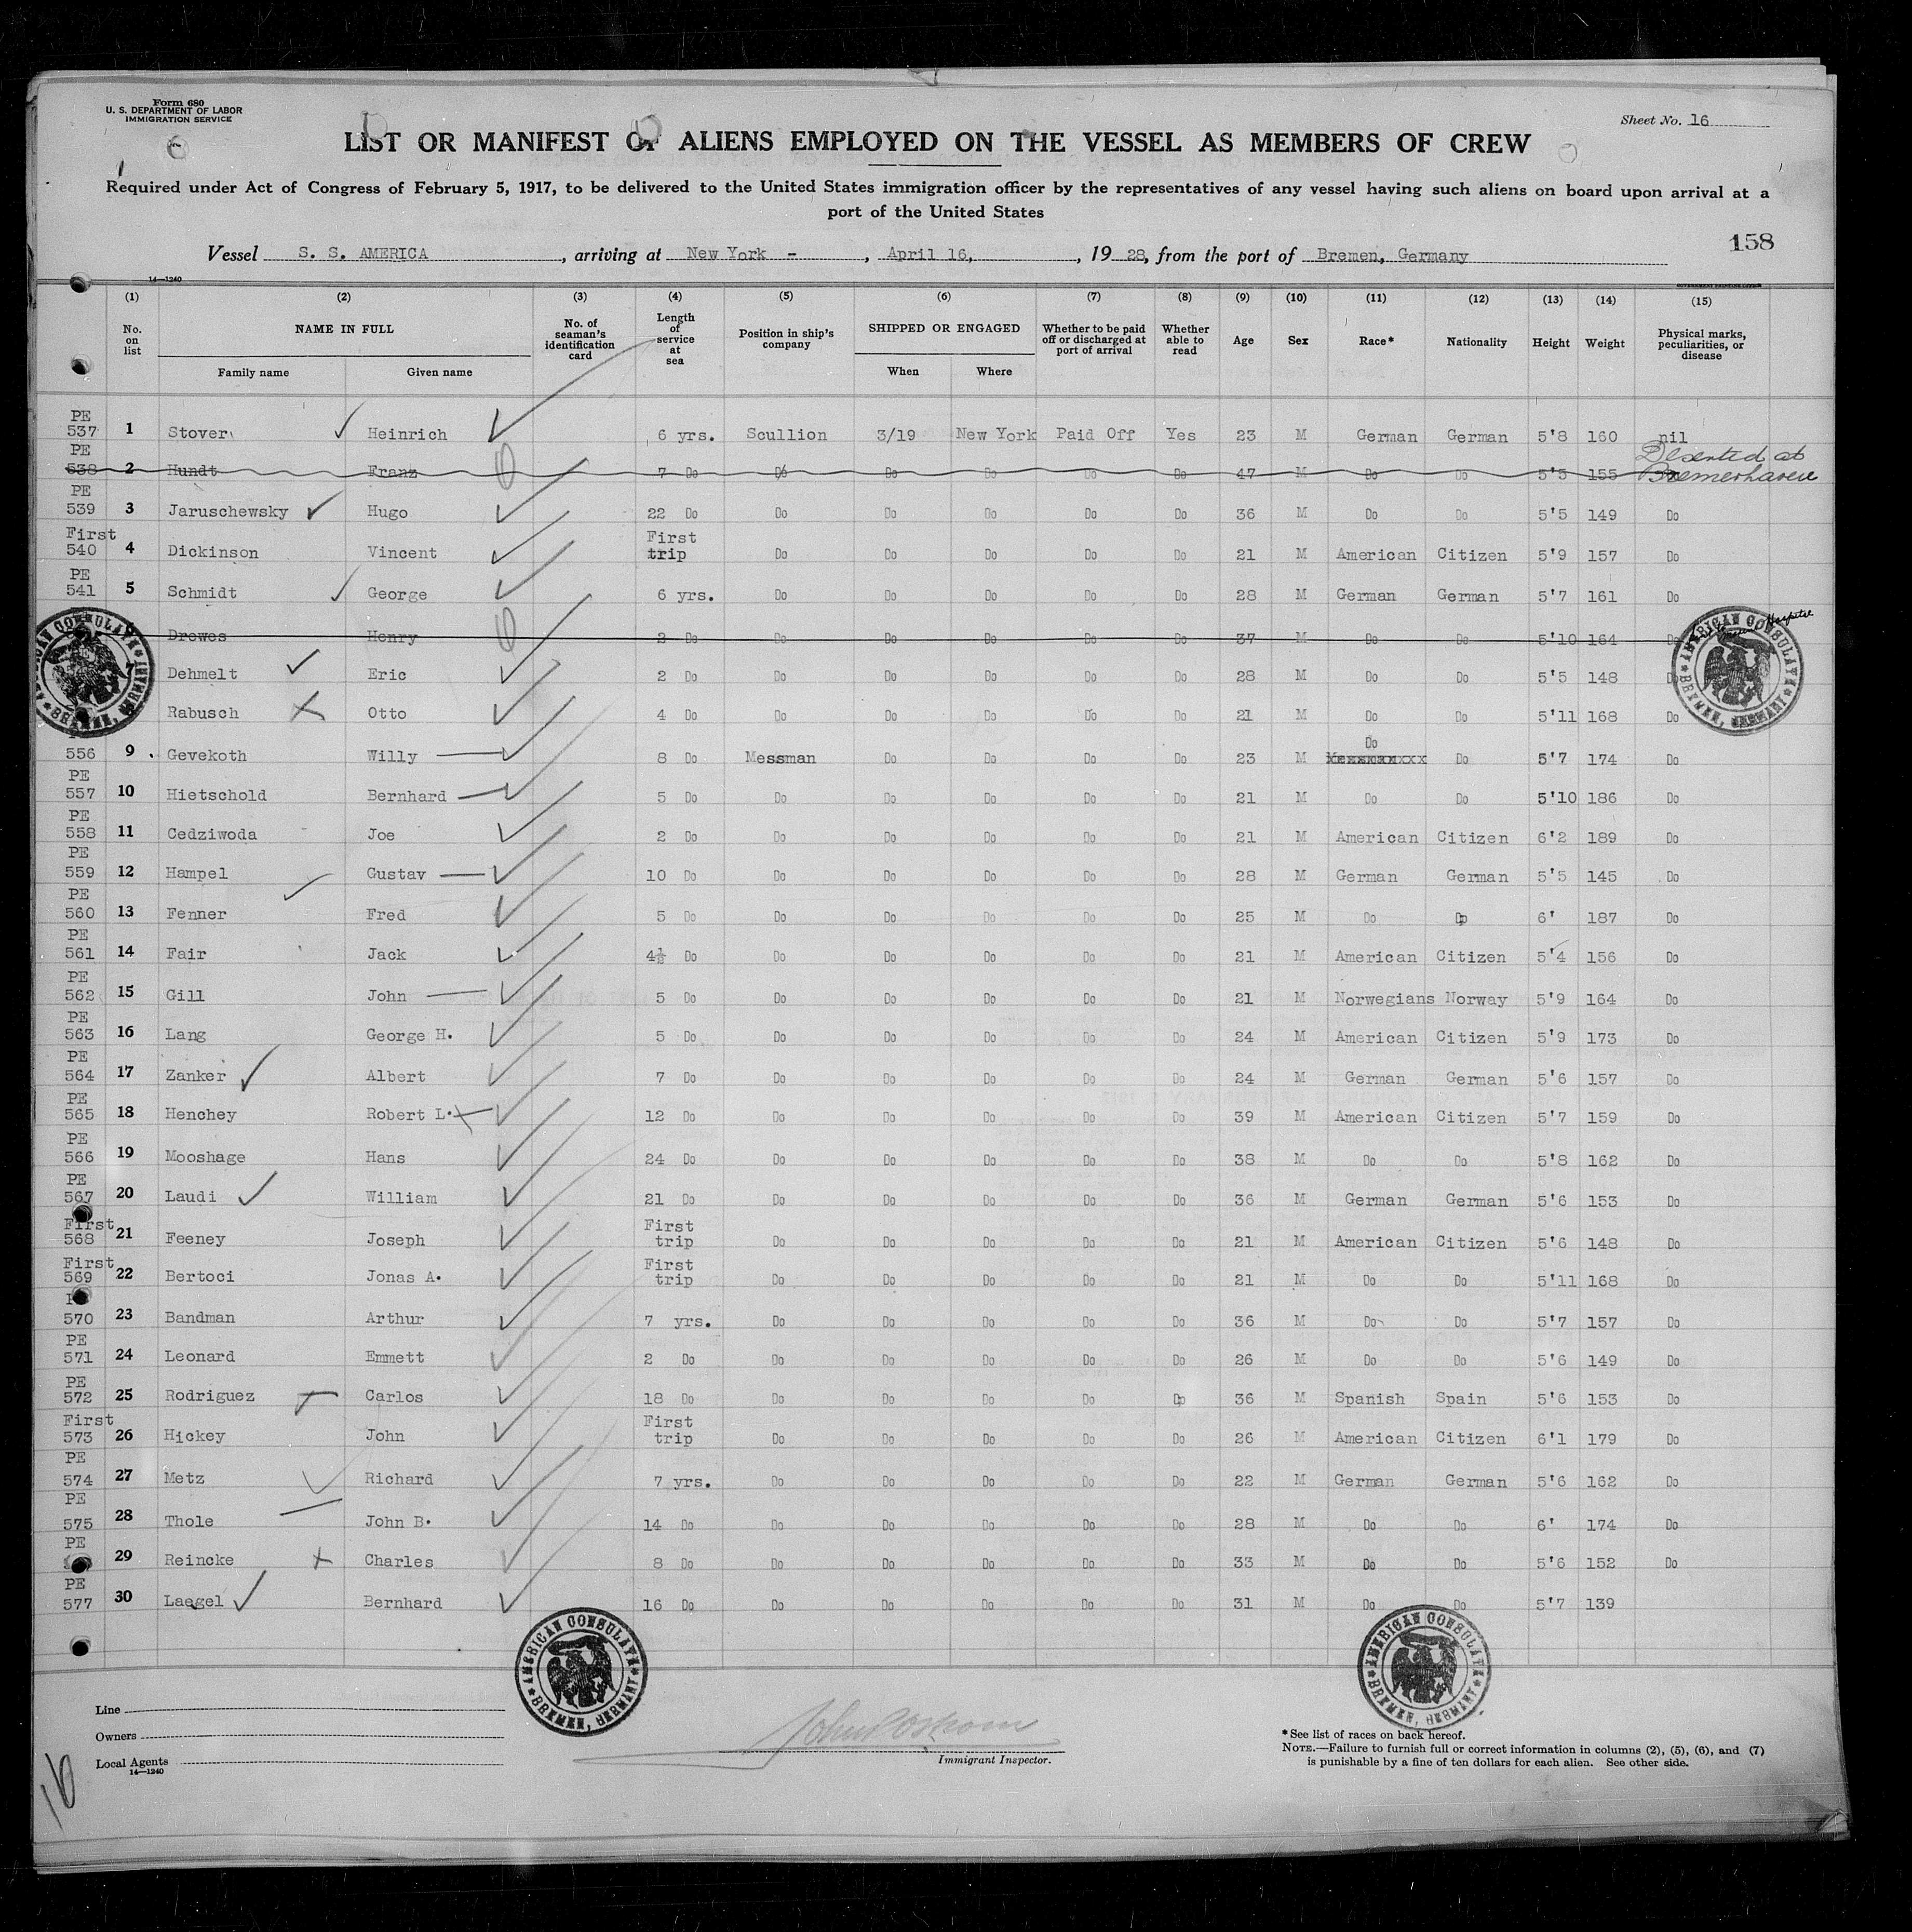 Form 680
U. S. DEPARTMENT OF LABOR
IMMIGRATION SERVICE
Sheet No. 16
LIST OR MANIFEST OF ALIENS EMPLOYED ON THE VESSEL AS MEMBERS OF CREW
Required under Act of Congress of February 5, 1917, to be delivered to the United States immigration officer by the representatives of any vessel having such aliens on board upon arrival at a
port of the United States
158
Vessel S. S. AMERICA, arriving at New York - , April 16, , 19 28, from the port of Bremen, Germany
14—1240
(1) (2) (3) (4) (5) (6) (7) (8) (9) (10) (11) (12) (13) (14) (15)
No. on list NAME IN FULL Family name Given name No. of seaman's identification card Length of service at sea Position in ship's company SHIPPED OR ENGAGED When Where Whether to be paid off or discharged at port of arrival Whether able to read Age Sex Race* Nationality Height Weight Physical marks, peculiarities, or disease
PE 537 1 Stover Heinrich 6 yrs. Scullion 3/19 New York Paid Off Yes 23 M German German 5'8 160 nil
PE 538 2 Hundt Franz 7 Do Do Do Do Do Do 47 M Do Do 5'5 155 Deserted at Bremerhaven
PE 539 3 Jaruschewsky Hugo 22 Do Do Do Do Do Do 36 M Do Do 5'5 149 Do
First 540 4 Dickinson Vincent First trip Do Do Do Do Do 21 M American Citizen 5'9 157 Do
PE 541 5 Schmidt George 6 yrs. Do Do Do Do Do 28 M German German 5'7 161 Do
Drewes Henry 2 Do Do Do Do Do Do 37 M Do Do 5'10 164 Do Hospital
7 Dehmelt Eric 2 Do Do Do Do Do Do 28 M Do Do 5'5 148 Do
Rabusch Otto 4 Do Do Do Do Do Do 21 M Do Do 5'11 168 Do
556 9 Gevekoth Willy 8 Do Messman Do Do Do Do 23 M Do Do 5'7 174 Do
PE 557 10 Hietschold Bernhard 5 Do Do Do Do Do Do 21 M Do Do 5'10 186 Do
PE 558 11 Cedziwoda Joe 2 Do Do Do Do Do Do 21 M American Citizen 6'2 189 Do
PE 559 12 Hampel Gustav 10 Do Do Do Do Do Do 28 M German German 5'5 145 Do
PE 560 13 Fenner Fred 5 Do Do Do Do Do Do 25 M Do Do 6' 187 Do
PE 561 14 Fair Jack 4½ Do Do Do Do Do Do 21 M American Citizen 5'4 156 Do
PE 562 15 Gill John 5 Do Do Do Do Do Do 21 M Norwegians Norway 5'9 164 Do
PE 563 16 Lang George H. 5 Do Do Do Do Do Do 24 M American Citizen 5'9 173 Do
PE 564 17 Zanker Albert 7 Do Do Do Do Do Do 24 M German German 5'6 157 Do
PE 565 18 Henchey Robert L. 12 Do Do Do Do Do Do 39 M American Citizen 5'7 159 Do
PE 566 19 Mooshage Hans 24 Do Do Do Do Do Do 38 M Do Do 5'8 162 Do
PE 567 20 Laudi William 21 Do Do Do Do Do Do 36 M German German 5'6 153 Do
First 568 21 Feeney Joseph First trip Do Do Do Do Do 21 M American Citizen 5'6 148 Do
First 569 22 Bertoci Jonas A. First trip Do Do Do Do Do 21 M Do Do 5'11 168 Do
570 23 Bandman Arthur 7 yrs. Do Do Do Do Do 36 M Do Do 5'7 157 Do
PE 571 24 Leonard Emmett 2 Do Do Do Do Do Do 26 M Do Do 5'6 149 Do
PE 572 25 Rodriguez Carlos 18 Do Do Do Do Do Do 36 M Spanish Spain 5'6 153 Do
First 573 26 Hickey John First trip Do Do Do Do Do 26 M American Citizen 6'1 179 Do
PE 574 27 Metz Richard 7 yrs. Do Do Do Do Do 22 M German German 5'6 162 Do
PE 575 28 Thole John B. 14 Do Do Do Do Do Do 28 M Do Do 6' 174 Do
PE 29 Reincke Charles 8 Do Do Do Do Do Do 33 M Do Do 5'6 152 Do
PE 577 30 Laegel Bernhard 16 Do Do Do Do Do Do 31 M Do Do 5'7 139
AMERICAN CONSULATE BREMEN, GERMANY
AMERICAN CONSULATE BREMEN, GERMANY
AMERICAN CONSULATE BREMEN, GERMANY
AMERICAN CONSULATE BREMEN, GERMANY
Line
Owners
Local Agents
14—1240
Immigrant Inspector.
*See list of races on back hereof.
NOTE.—Failure to furnish full or correct information in columns (2), (5), (6), and (7)
is punishable by a fine of ten dollars for each alien. See other side.
16